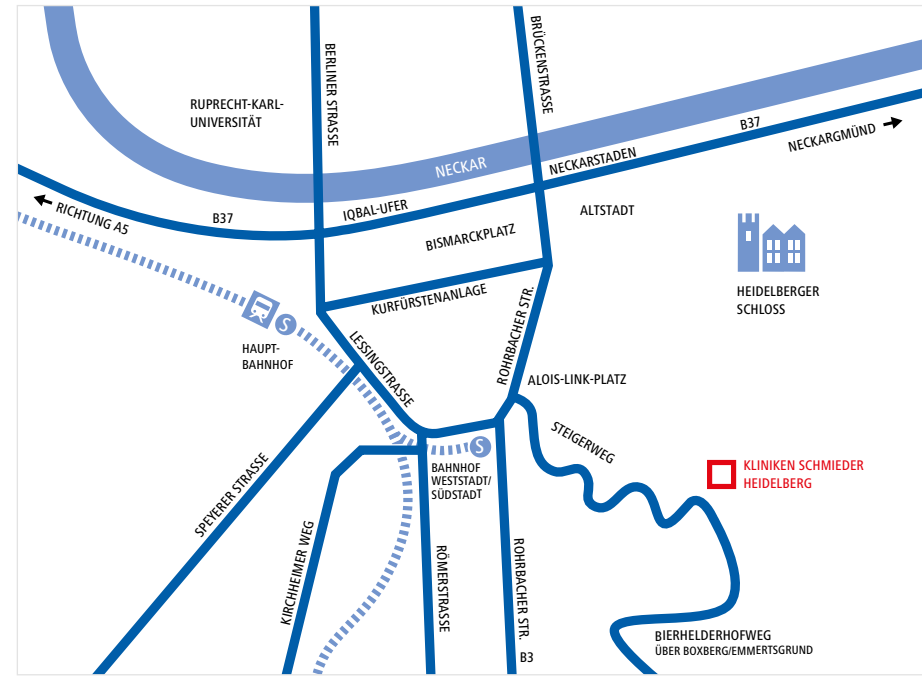 BERLINER STRASSE
BRÜCKENSTRASSE
RUPRECHT-KARL-
UNIVERSITÄT
NECKAR
NECKARSTADEN
B37
NECKARGMÜND
RICHTUNG A5
B37
IQBAL-UFER
ALTSTADT
BISMARCKPLATZ
HEIDELBERGER
SCHLOSS
KURFÜRSTENANLAGE
ROHRBACHER STR.
S
HAUPT-
BAHNHOF
LESSINGSTRASSE
ALOIS-LINK-PLATZ
STEIGERWEG
S
BAHNHOF
WESTSTADT/
SÜDSTADT
KLINIKEN SCHMIEDER
HEIDELBERG
SPEYERER STRASSE
KIRCHHEIMER WEG
RÖMERSTRASSE
ROHRBACHER STR.
B3
BIERHELDERHOFWEG
ÜBER BOXBERG/EMMERTSGRUND